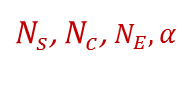 N_S, N_C, N_E, α